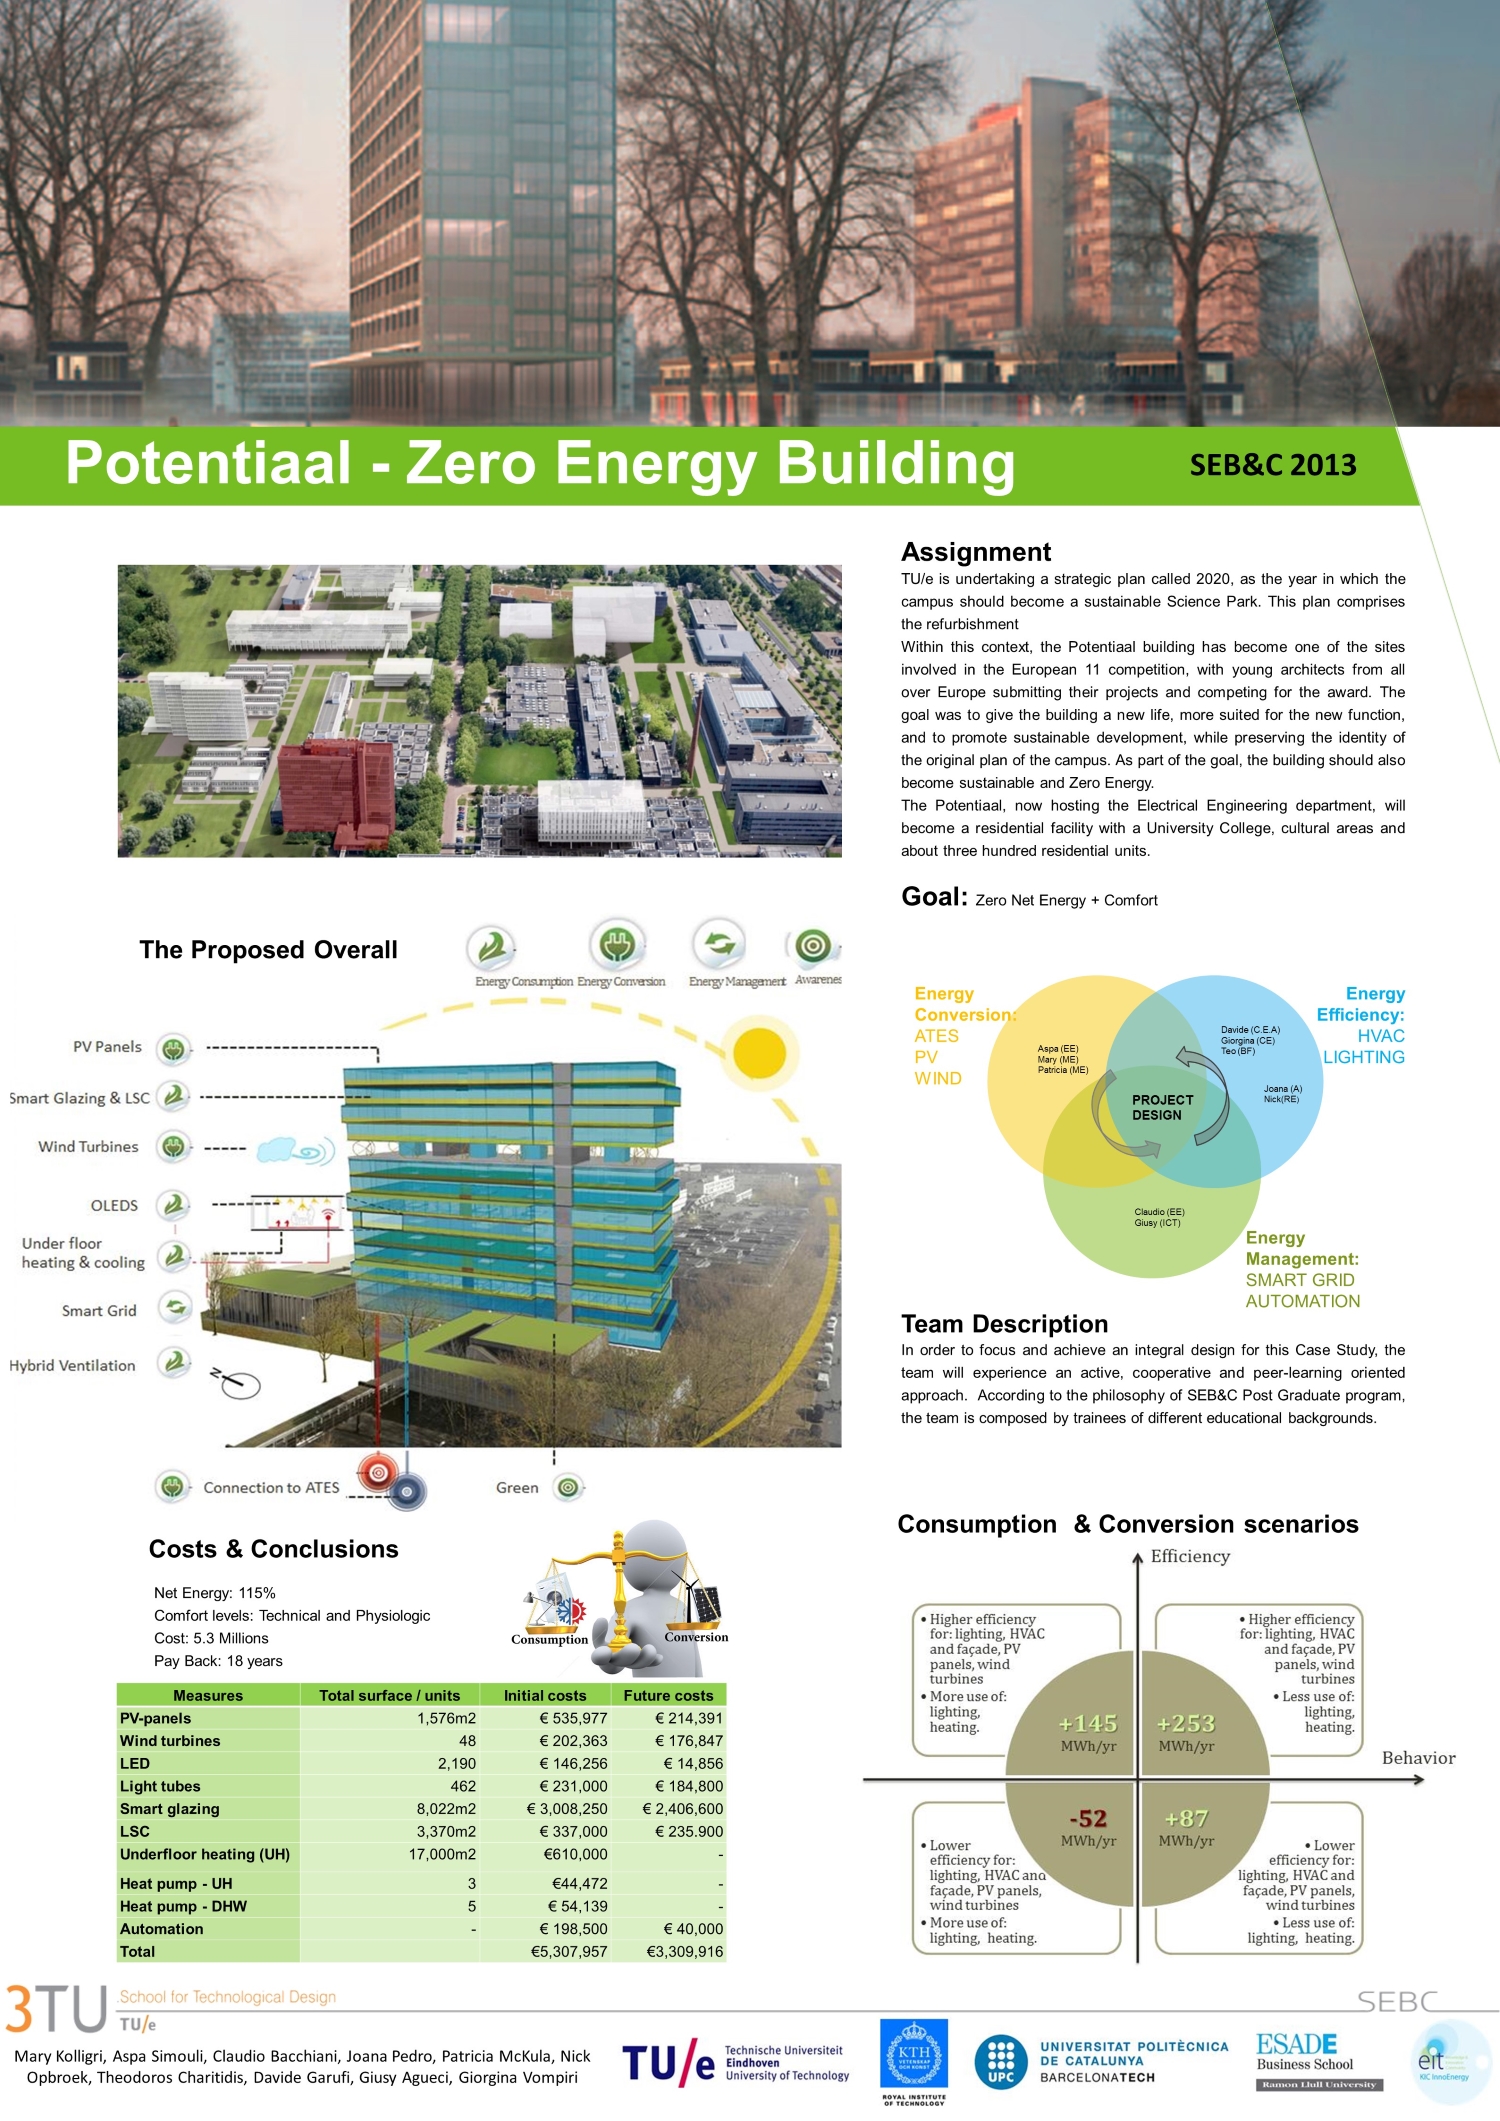 Potentiaal - Zero Energy Building
SEB&C 2013
Assignment
TU/e is undertaking a strategic plan called 2020, as the year in which the
campus should become a sustainable Science Park. This plan comprises
the refurbishment
Within this context, the Potentiaal building has become one of the sites
involved in the European 11 competition, with young architects from all
over Europe submitting their projects and competing for the award. The
goal was to give the building a new life, more suited for the new function,
and to promote sustainable development, while preserving the identity of
the original plan of the campus. As part of the goal, the building should also
become sustainable and Zero Energy.
The Potentiaal, now hosting the Electrical Engineering department, will
become a residential facility with a University College, cultural areas and
about three hundred residential units.
Goal: Zero Net Energy + Comfort
The Proposed Overall
Energy Consumption
Energy Conversion
Energy Management
Awarenes
PV Panels
Smart Glazing & LSC
Wind Turbines
OLEDS
Under floor
heating & cooling
Smart Grid
Hybrid Ventilation
N
Connection to ATES
Green
Energy
Conversion:
ATES
PV
WIND
Energy
Efficiency:
HVAC
LIGHTING
Aspa (EE)
Mary (ME)
Patricia (ME)
Davide (C.E.A)
Giorgina (CE)
Teo (BF)
Joana (A)
Nick(RE)
PROJECT
DESIGN
Claudio (EE)
Giusy (ICT)
Energy
Management:
SMART GRID
AUTOMATION
Team Description
In order to focus and achieve an integral design for this Case Study, the
team will experience an active, cooperative and peer-learning oriented
approach. According to the philosophy of SEB&C Post Graduate program,
the team is composed by trainees of different educational backgrounds.
Costs & Conclusions
Net Energy: 115%
Comfort levels: Technical and Physiologic
Cost: 5.3 Millions
Pay Back: 18 years
Consumption
Conversion
Measures Total surface / units Initial costs Future costs
PV-panels 1,576m2 € 535,977 € 214,391
Wind turbines 48 € 202,363 € 176,847
LED 2,190 € 146,256 € 14,856
Light tubes 462 € 231,000 € 184,800
Smart glazing 8,022m2 € 3,008,250 € 2,406,600
LSC 3,370m2 € 337,000 € 235.900
Underfloor heating (UH) 17,000m2 €610,000 -
Heat pump - UH 3 €44,472 -
Heat pump - DHW 5 € 54,139 -
Automation - € 198,500 € 40,000
Total €5,307,957 €3,309,916
Consumption & Conversion scenarios
Efficiency
• Higher efficiency
for: lighting, HVAC
and façade, PV
panels, wind
turbines
• More use of:
lighting,
heating.
+145
MWh/yr
• Higher efficiency
for: lighting, HVAC
and façade, PV
panels, wind
turbines
• Less use of:
lighting,
heating.
+253
MWh/yr
Behavior
• Lower
efficiency for:
lighting, HVAC and
façade, PV panels,
wind turbines
• More use of:
lighting, heating.
-52
MWh/yr
• Lower
efficiency for:
lighting, HVAC and
façade, PV panels,
wind turbines
• Less use of:
lighting, heating.
+87
MWh/yr
3TU
.School for Technological Design
TU/e
SEBC
Mary Kolligri, Aspa Simouli, Claudio Bacchiani, Joana Pedro, Patricia McKula, Nick
Opbroek, Theodoros Charitidis, Davide Garufi, Giusy Agueci, Giorgina Vompiri
TU/e
Technische Universiteit
Eindhoven
University of Technology
KTH
VETENSKAP
OCH KONST
ROYAL INSTITUTE
OF TECHNOLOGY
UPC
UNIVERSITAT POLITÈCNICA
DE CATALUNYA
BARCELONATECH
ESADE
Business School
Ramon Llull University
eit
KIC InnoEnergy